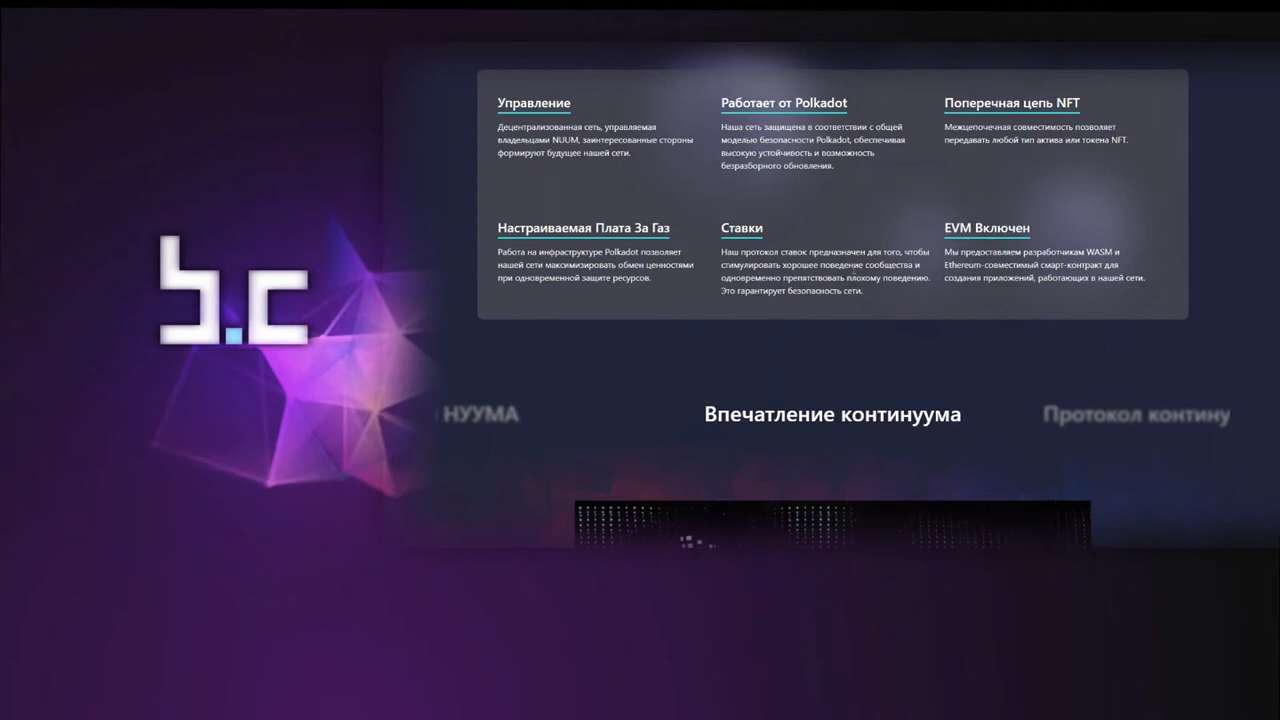 Управление
Децентрализованная сеть, управляемая
владельцами NUUM, заинтересованные стороны
формируют будущее нашей сети.
Работает от Polkadot
Наша сеть защищена в соответствии с общей
моделью безопасности Polkadot, обеспечивая
высокую устойчивость и возможность
безразборного обновления.
Поперечная цепь NFT
Межцепочечная совместимость позволяет
передавать любой тип актива или токена NFT.
Настраиваемая Плата За Газ
Работа на инфраструктуре Polkadot позволяет
нашей сети максимизировать обмен ценностями
при одновременной защите ресурсов.
Ставки
Наш протокол ставок предназначен для того, чтобы
стимулировать хорошее поведение сообщества и
одновременно препятствовать плохому поведению.
Это гарантирует безопасность сети.
EVM Включен
Мы предоставляем разработчикам WASM и
Ethereum-совместимый смарт-контракт для
создания приложений, работающих в нашей сети.
НУУМА
Впечатление континуума
Протокол контину